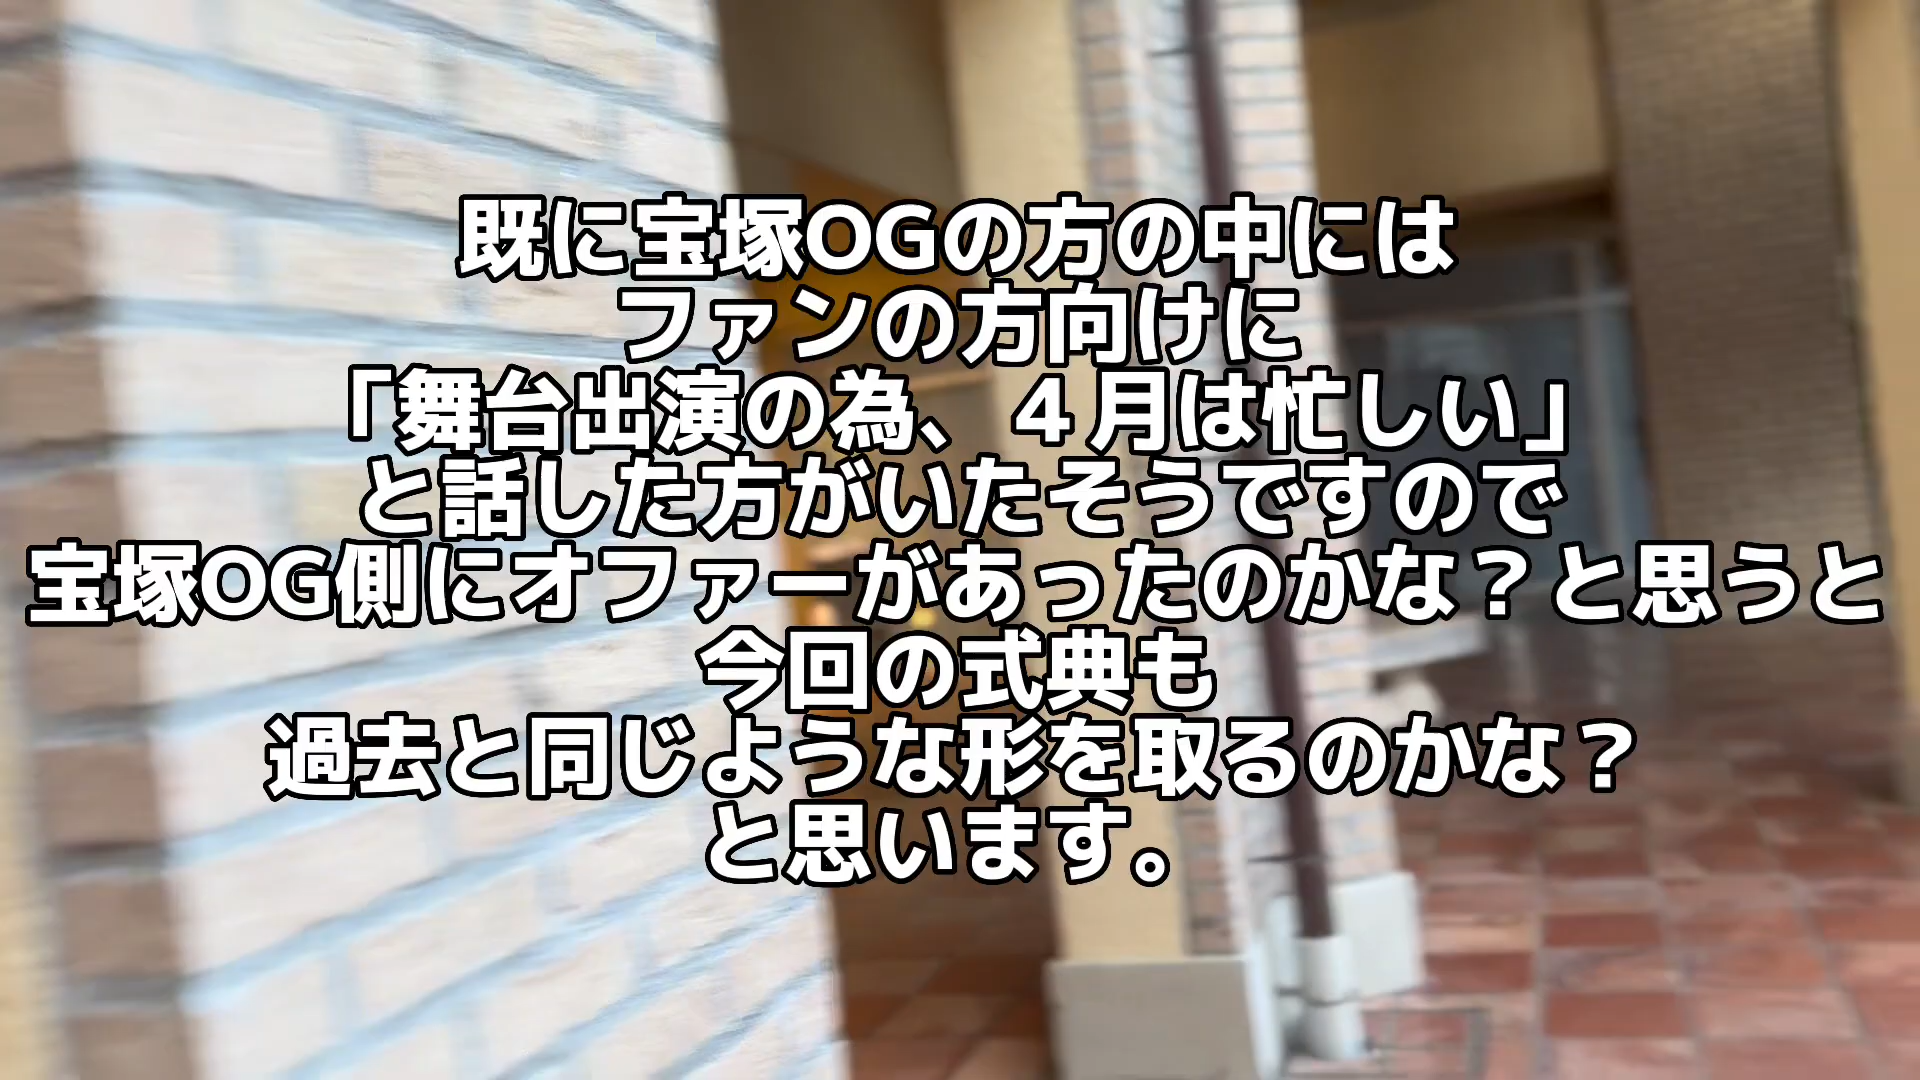 既に宝塚OGの方の中には
ファンの方向けに
「舞台出演の為、４月は忙しい」
と話した方がいたそうですので
宝塚OG側にオファーがあったのかな？と思うと
今回の式典も
過去と同じような形を取るのかな？
と思います。